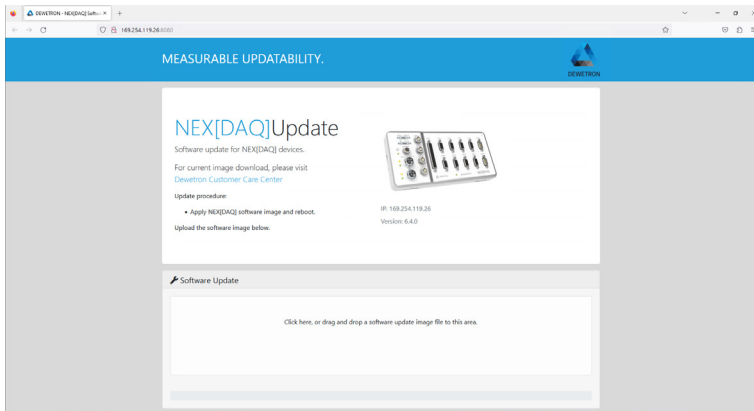 DEWETRON - NEX[DAQ] Softw
169.254.119.26:8080
MEASURABLE UPDATABILITY.
DEWETRON
NEX[DAQ]Update
Software update for NEX[DAQ] devices.
For current image download, please visit
Dewetron Customer Care Center
Update procedure:
• Apply NEX[DAQ] software image and reboot.
Upload the software image below.
IP: 169.254.119.26
Version: 6.4.0
Software Update
Click here, or drag and drop a software update image file to this area.